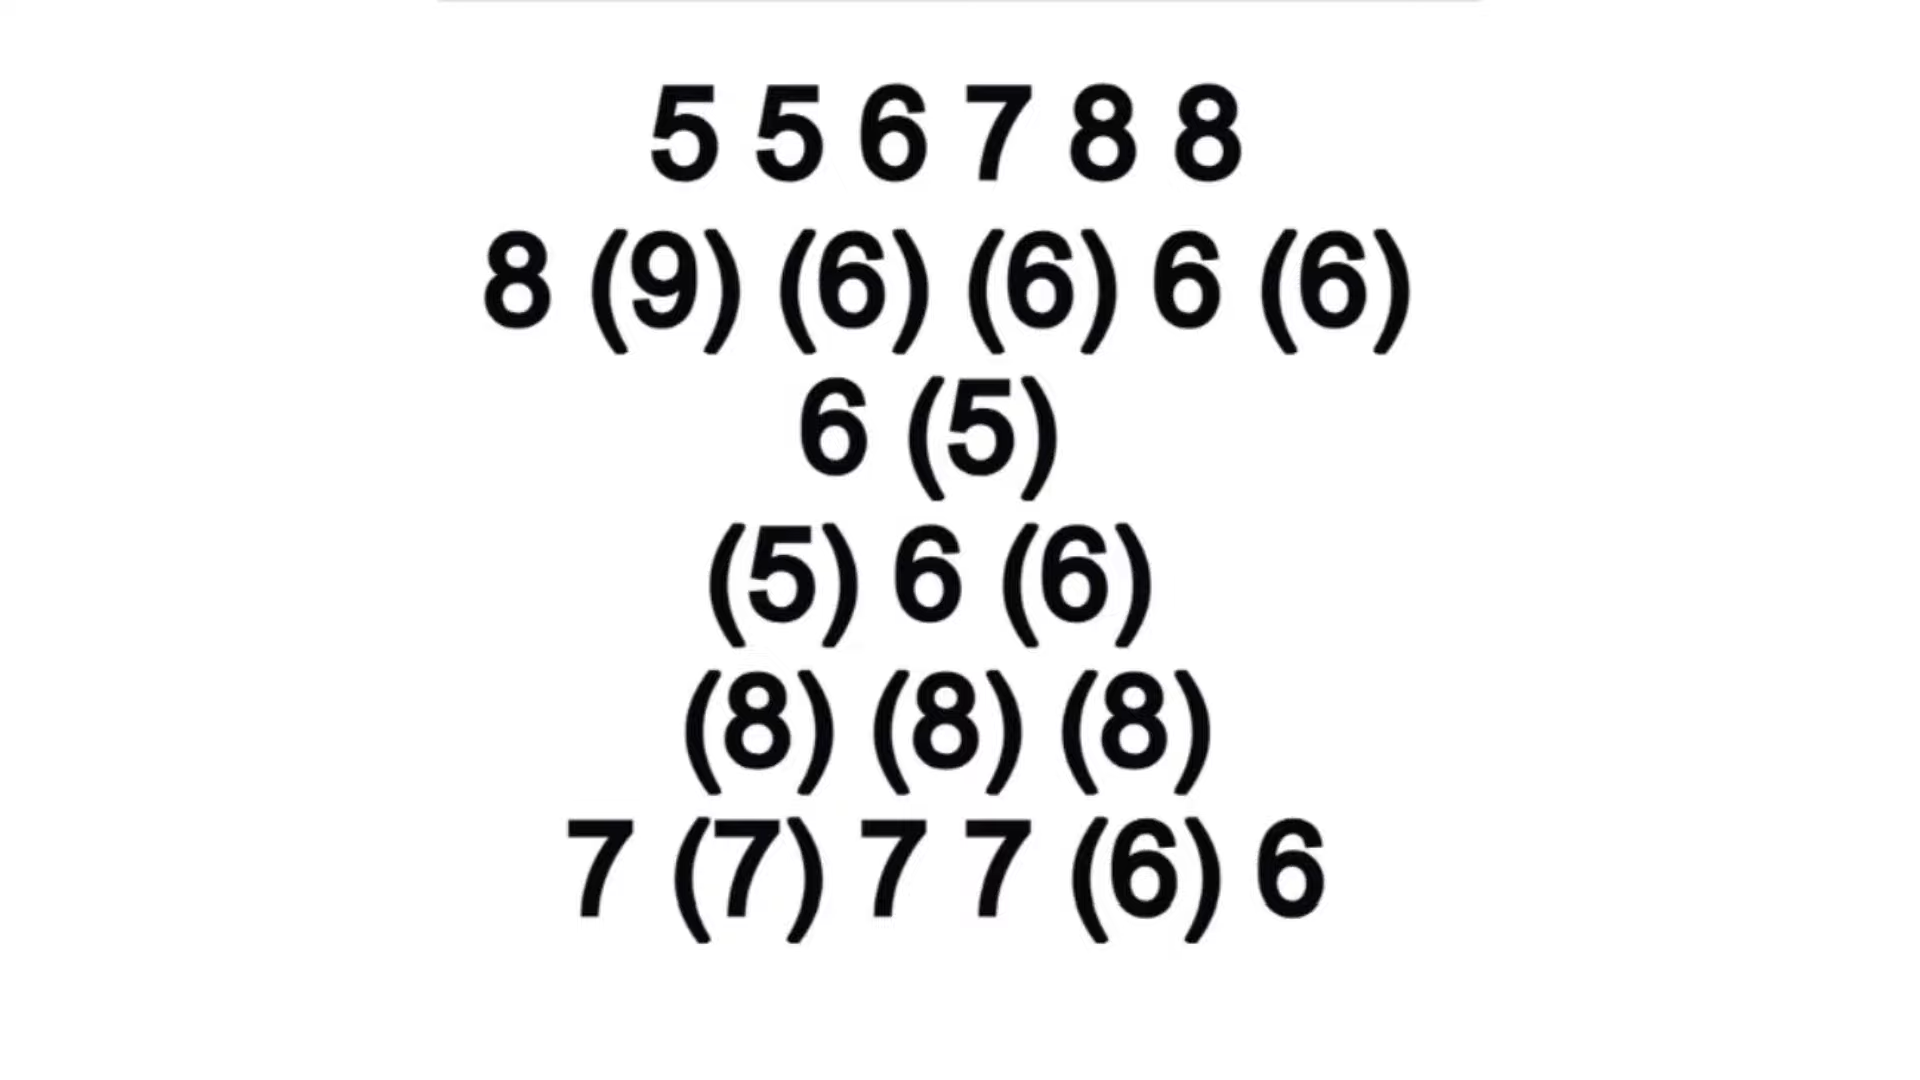 5 5 6 7 8 8
8 (9) (6) (6) 6 (6)
6 (5)
(5) 6 (6)
(8) (8) (8)
7 (7) 7 7 (6) 6